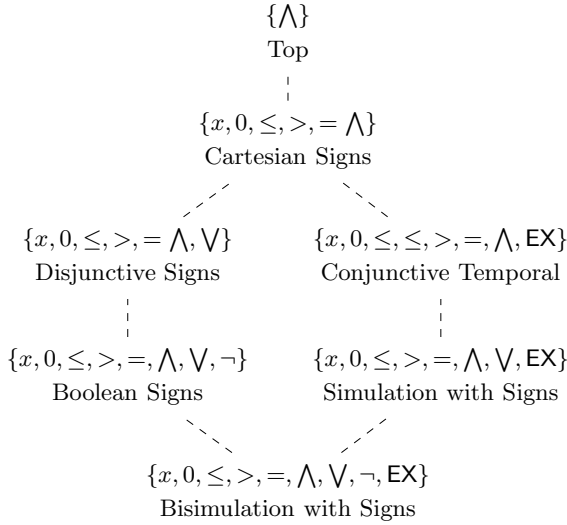 {⋀}
Top
{x, 0, ≤, >, = ⋀}
Cartesian Signs
{x, 0, ≤, >, = ⋀, ⋁}
Disjunctive Signs
{x, 0, ≤, ≤, >, =, ⋀, EX}
Conjunctive Temporal
{x, 0, ≤, >, =, ⋀, ⋁, ¬}
Boolean Signs
{x, 0, ≤, >, =, ⋀, ⋁, EX}
Simulation with Signs
{x, 0, ≤, >, =, ⋀, ⋁, ¬, EX}
Bisimulation with Signs